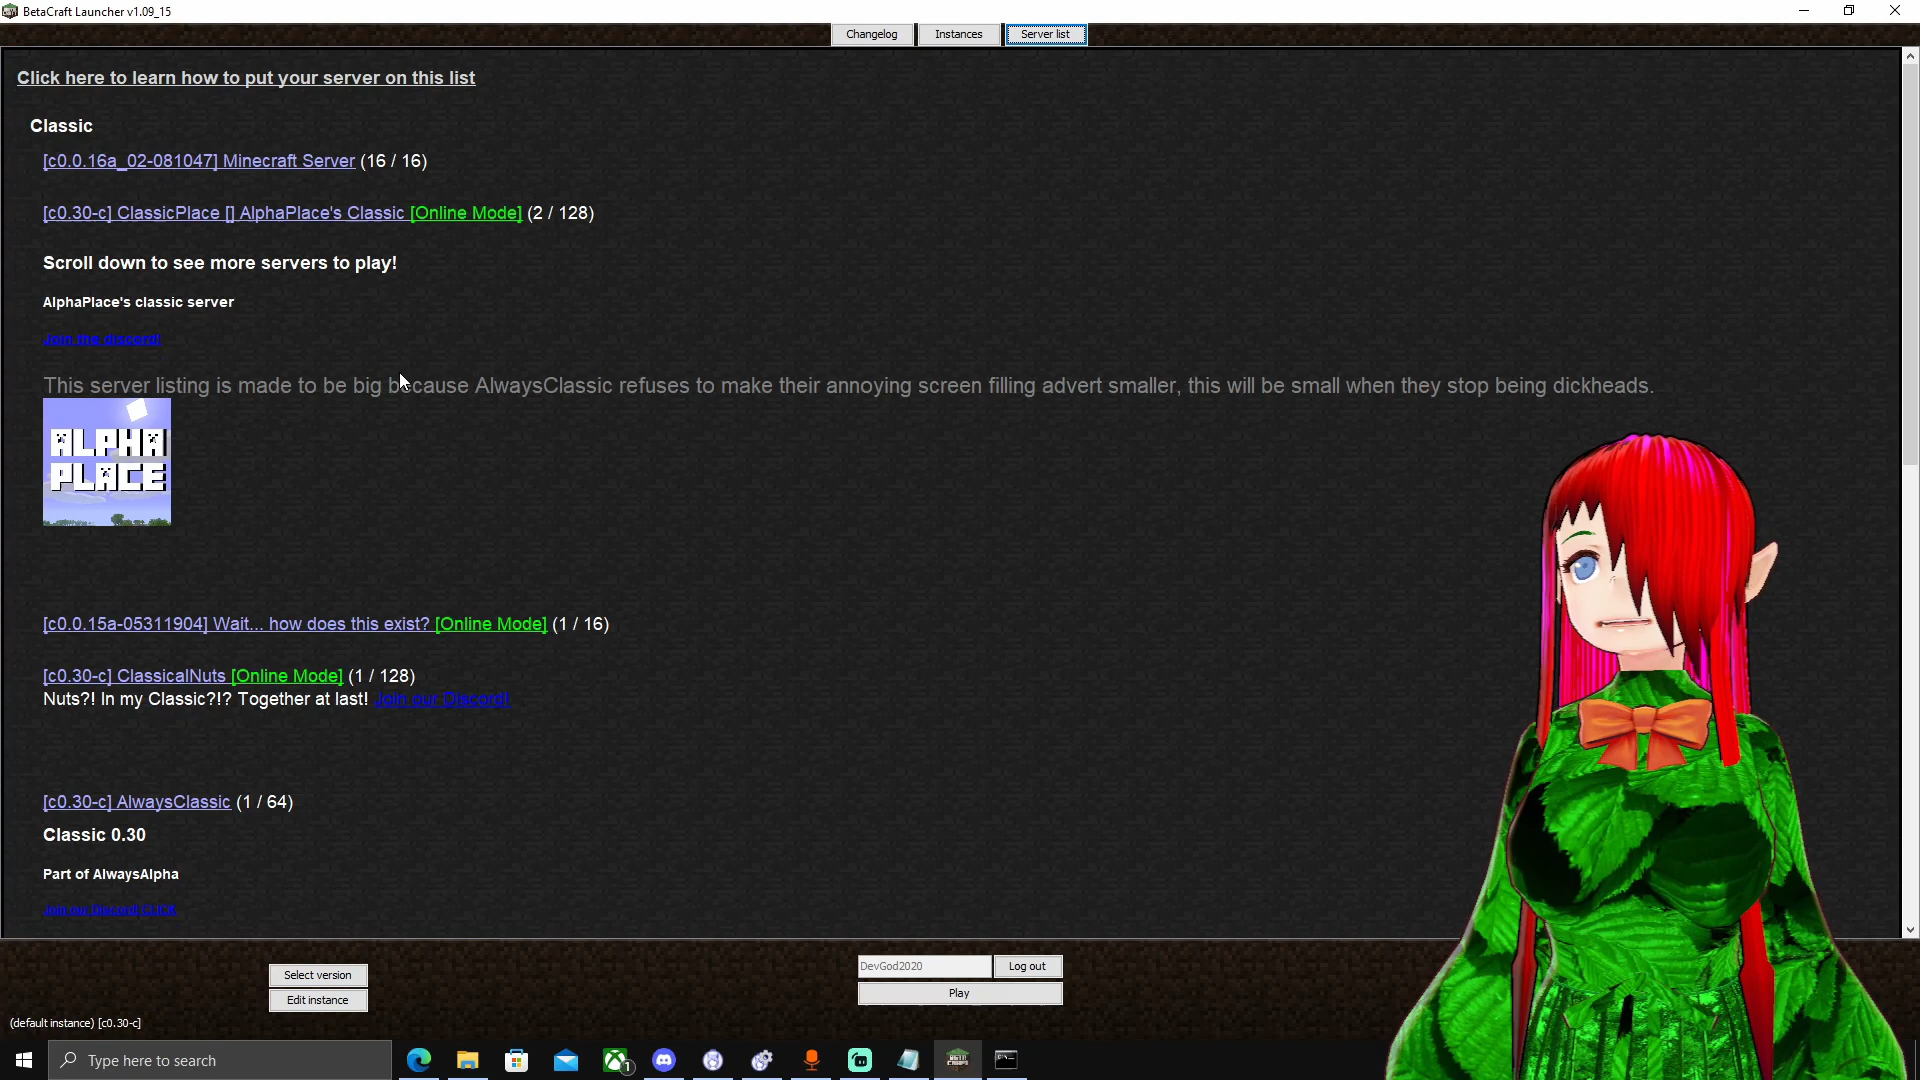 BetaCraft Launcher v1.09_15
Changelog
Instances
Server list
Click here to learn how to put your server on this list
Classic
[c0.0.16a_02-081047] Minecraft Server (16 / 16)
[c0.30-c] ClassicPlace [] AlphaPlace's Classic [Online Mode] (2 / 128)
Scroll down to see more servers to play!
AlphaPlace's classic server
Join the discord!
This server listing is made to be big because AlwaysClassic refuses to make their annoying screen filling advert smaller, this will be small when they stop being dickheads.
ALPHA
PLACE
[c0.0.15a-05311904] Wait... how does this exist? [Online Mode] (1 / 16)
[c0.30-c] ClassicalNuts [Online Mode] (1 / 128)
Nuts?! In my Classic?!? Together at last! Join our Discord!
[c0.30-c] AlwaysClassic (1 / 64)
Classic 0.30
Part of AlwaysAlpha
Join our Discord! CLICK
Select version
Edit instance
DevGod2020
Log out
Play
(default instance) [c0.30-c]
Type here to search
1
BETA
CRAFT